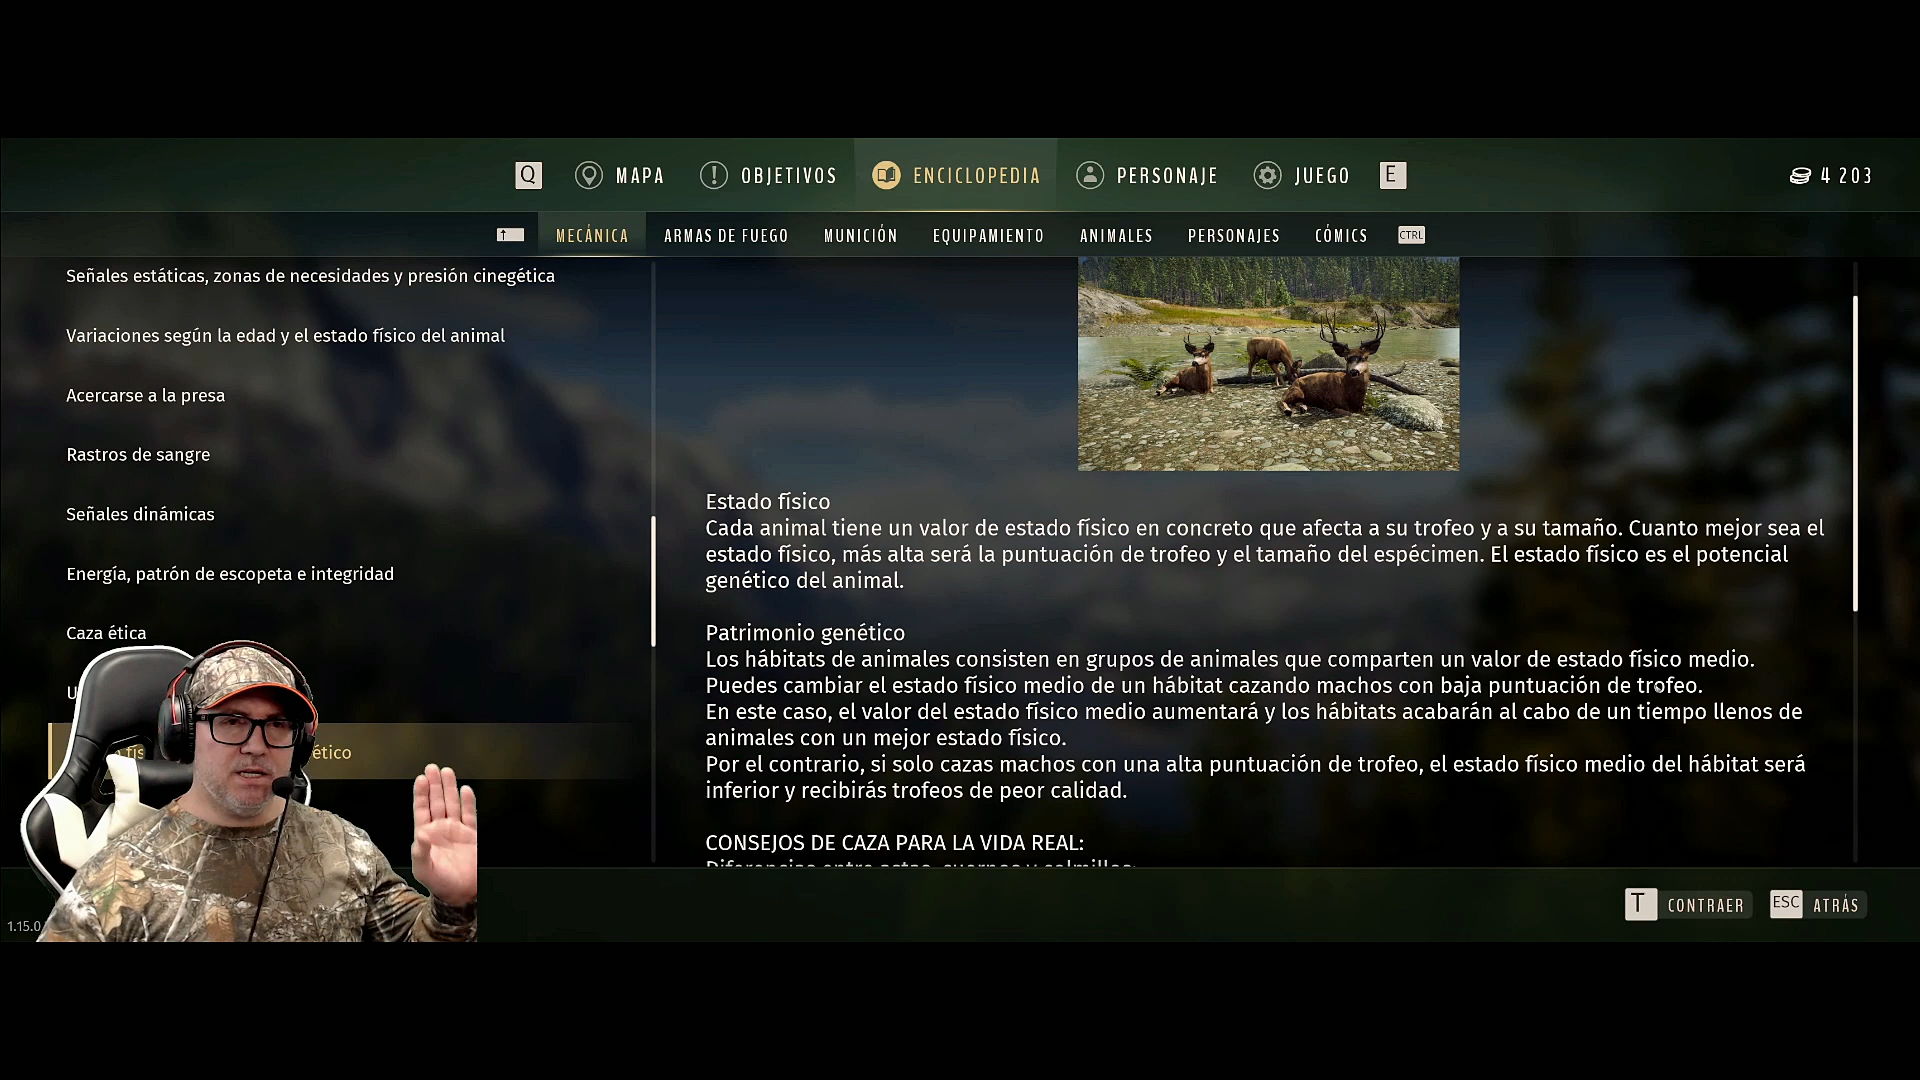 Q MAPA OBJETIVOS ENCICLOPEDIA PERSONAJE JUEGO E 4 203
MECÁNICA ARMAS DE FUEGO MUNICIÓN EQUIPAMIENTO ANIMALES PERSONAJES CÓMICS CTRL
Señales estáticas, zonas de necesidades y presión cinegética
Variaciones según la edad y el estado físico del animal
Acercarse a la presa
Rastros de sangre
Señales dinámicas
Energía, patrón de escopeta e integridad
Caza ética
Estado físico
Cada animal tiene un valor de estado físico en concreto que afecta a su trofeo y a su tamaño. Cuanto mejor sea el
estado físico, más alta será la puntuación de trofeo y el tamaño del espécimen. El estado físico es el potencial
genético del animal.
Patrimonio genético
Los hábitats de animales consisten en grupos de animales que comparten un valor de estado físico medio.
Puedes cambiar el estado físico medio de un hábitat cazando machos con baja puntuación de trofeo.
En este caso, el valor del estado físico medio aumentará y los hábitats acabarán al cabo de un tiempo llenos de
animales con un mejor estado físico.
Por el contrario, si solo cazas machos con una alta puntuación de trofeo, el estado físico medio del hábitat será
inferior y recibirás trofeos de peor calidad.
CONSEJOS DE CAZA PARA LA VIDA REAL:
T CONTRAER ESC ATRÁS
1.15.0